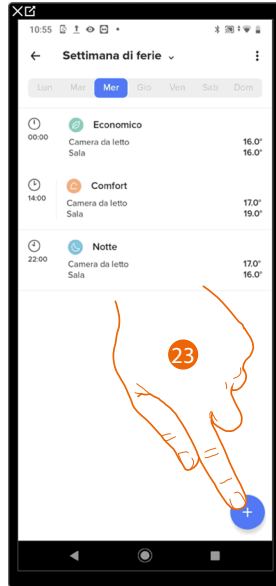 10:55
Settimana di ferie
Lun Mar Mer Gio Ven Sab Dom
00:00 Economico
Camera da letto 16.0°
Sala 16.0°
14:00 Comfort
Camera da letto 17.0°
Sala 19.0°
22:00 Notte
Camera da letto 17.0°
Sala 16.0°
23
+